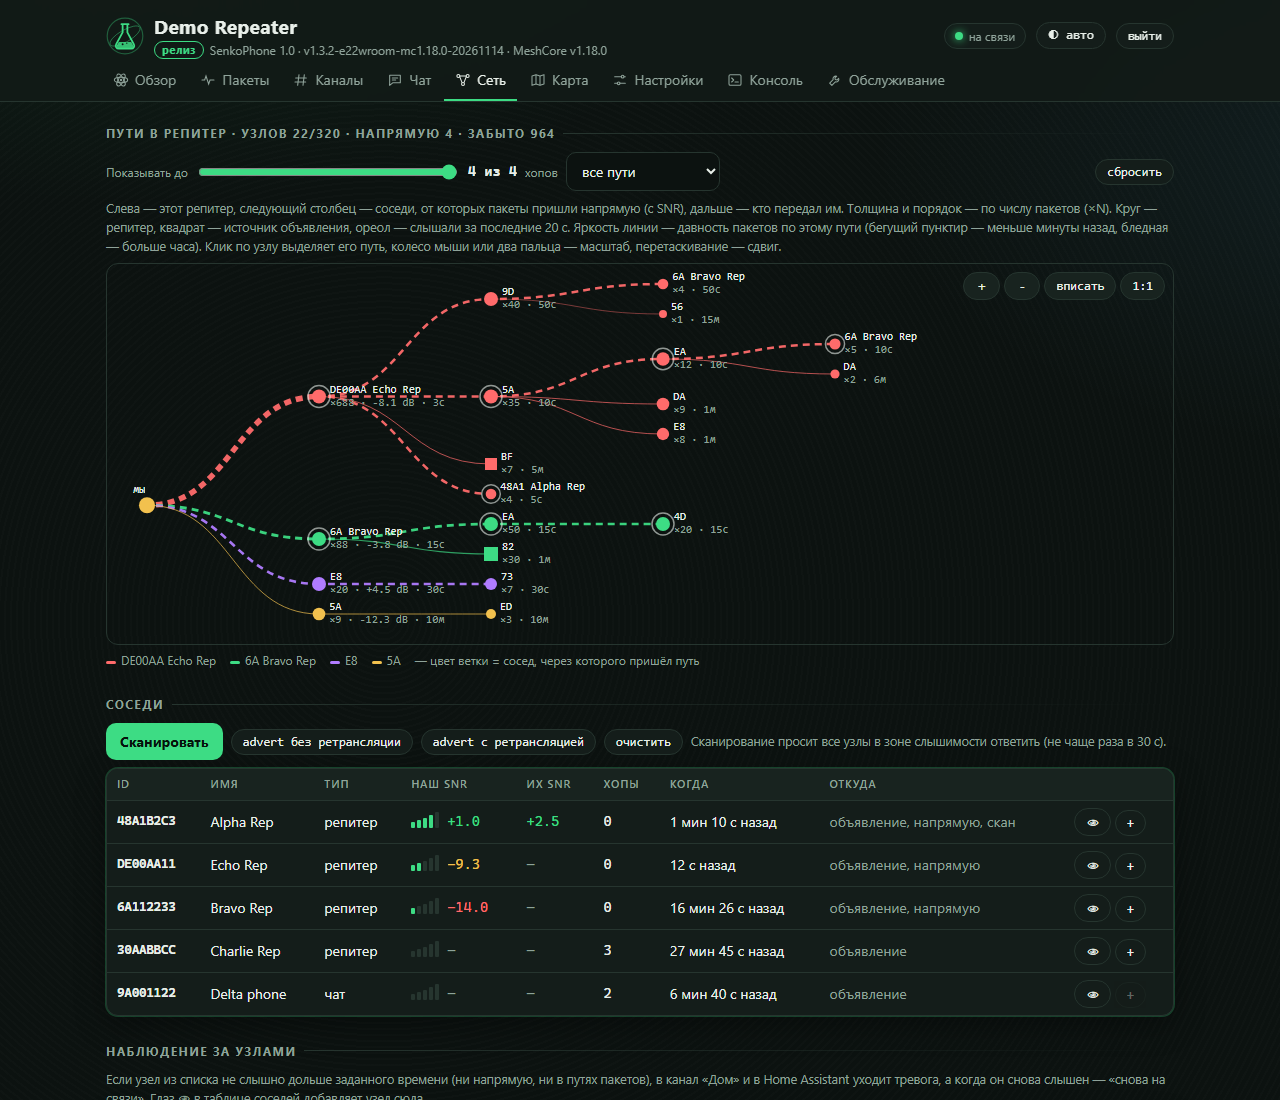 Demo Repeater
релиз SenkoPhone 1.0 · v1.3.2-e22wroom-mc1.18.0-20261114 · MeshCore v1.18.0
на связи
авто
выйти
Обзор Пакеты Каналы Чат Сеть Карта Настройки Консоль Обслуживание
ПУТИ В РЕПИТЕР · УЗЛОВ 22/320 · НАПРЯМУЮ 4 · ЗАБЫТО 964
Показывать до 4 из 4 хопов все пути сбросить
Слева — этот репитер, следующий столбец — соседи, от которых пакеты пришли напрямую (с SNR), дальше — кто передал им. Толщина и порядок — по числу пакетов (×N). Круг —
репитер, квадрат — источник объявления, ореол — слышали за последние 20 с. Яркость линии — давность пакетов по этому пути (бегущий пунктир — меньше минуты назад, бледная
— больше часа). Клик по узлу выделяет его путь, колесо мыши или два пальца — масштаб, перетаскивание — сдвиг.
+ - вписать 1:1
6A Bravo Rep
×4 · 50с
9D
×40 · 50с
56
×1 · 15м
6A Bravo Rep
×5 · 10с
EA
×12 · 10с
DA
×2 · 6м
DE00AA Echo Rep
×688 · -8.1 dB · 3с
5A
×35 · 10с
DA
×9 · 1м
E8
×8 · 1м
BF
×7 · 5м
48A1 Alpha Rep
×4 · 5с
мы
EA
×50 · 15с
4D
×20 · 15с
6A Bravo Rep
×88 · -3.8 dB · 15с
82
×30 · 1м
E8
×20 · +4.5 dB · 30с
73
×7 · 30с
5A
×9 · -12.3 dB · 10м
ED
×3 · 10м
DE00AA Echo Rep 6A Bravo Rep E8 5A — цвет ветки = сосед, через которого пришёл путь
СОСЕДИ
Сканировать advert без ретрансляции advert с ретрансляцией очистить Сканирование просит все узлы в зоне слышимости ответить (не чаще раза в 30 с).
ID ИМЯ ТИП НАШ SNR ИХ SNR ХОПЫ КОГДА ОТКУДА
48A1B2C3 Alpha Rep репитер +1.0 +2.5 0 1 мин 10 с назад объявление, напрямую, скан +
DE00AA11 Echo Rep репитер −9.3 — 0 12 с назад объявление, напрямую +
6A112233 Bravo Rep репитер −14.0 — 0 16 мин 26 с назад объявление, напрямую +
30AABBCC Charlie Rep репитер — — 3 27 мин 45 с назад объявление +
9A001122 Delta phone чат — — 2 6 мин 40 с назад объявление +
НАБЛЮДЕНИЕ ЗА УЗЛАМИ
Если узел из списка не слышно дольше заданного времени (ни напрямую, ни в путях пакетов), в канал «Дом» и в Home Assistant уходит тревога, а когда он снова слышен — «снова на
связи». Глаз 👁 в таблице соседей добавляет узел сюда.